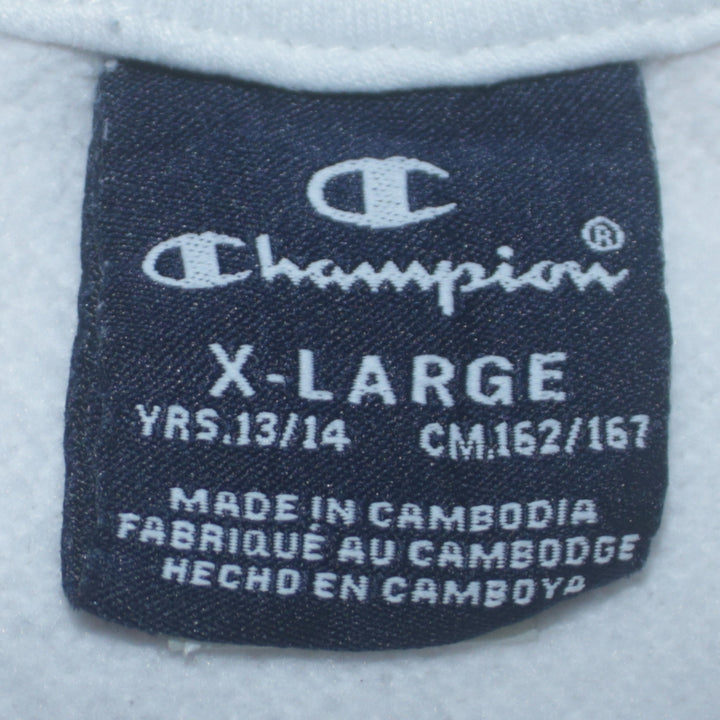 Champion®
X-LARGE
YRS.13/14 CM.162/167
MADE IN CAMBODIA
FABRIQUÉ AU CAMBODGE
HECHO EN CAMBOYA